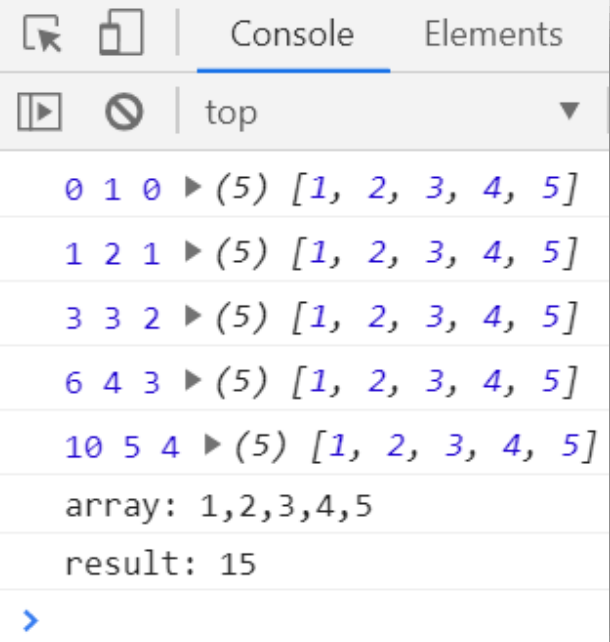 Console Elements
top
0 1 0 ▶ (5) [1, 2, 3, 4, 5]
1 2 1 ▶ (5) [1, 2, 3, 4, 5]
3 3 2 ▶ (5) [1, 2, 3, 4, 5]
6 4 3 ▶ (5) [1, 2, 3, 4, 5]
10 5 4 ▶ (5) [1, 2, 3, 4, 5]
array: 1,2,3,4,5
result: 15